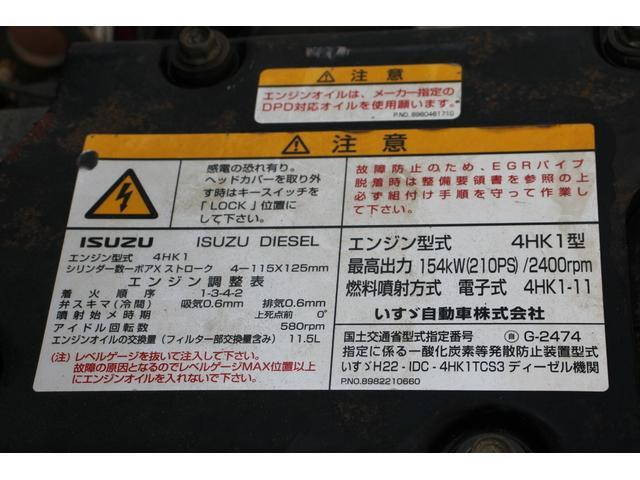 ⚠ 注意
エンジンオイルは、メーカー指定の
DPD対応オイルを使用願います。
P.NO. 8980461710
⚠ 注意
感電の恐れ有り。
ヘッドカバーを取り外
す時はキースイッチを
「LOCK」位置に
して下さい。
故障防止のため、EGRパイプ
脱着時は整備要領書を参照の上
必ず組付け手順を守って作業し
て下さい。
ISUZU ISUZU DIESEL
エンジン型式 4HK1
シリンダー数ーボアXストローク 4-115X125mm
エンジン調整表
着火順序 1-3-4-2
弁スキマ(冷間) 吸気0.6mm 排気0.6mm
噴射始メ時期 上死点前 0°
アイドル回転数 580rpm
エンジンオイルの交換量(フィルター部交換量含み) 11.5L
(注)レベルゲージを抜いて注入して下さい。
故障の原因となるのでレベルゲージMAX位置以上
にエンジンオイルを入れないで下さい。
エンジン型式 4HK1型
最高出力 154kW(210PS)/2400rpm
燃料噴射方式 電子式 4HK1-11
いすゞ自動車株式会社
国土交通省型式指定番号 自 G-2474
指定に係る一酸化炭素等発散防止装置型式
いすゞH22-IDC-4HK1TCS3 ディーゼル機関
P.NO.8982210660